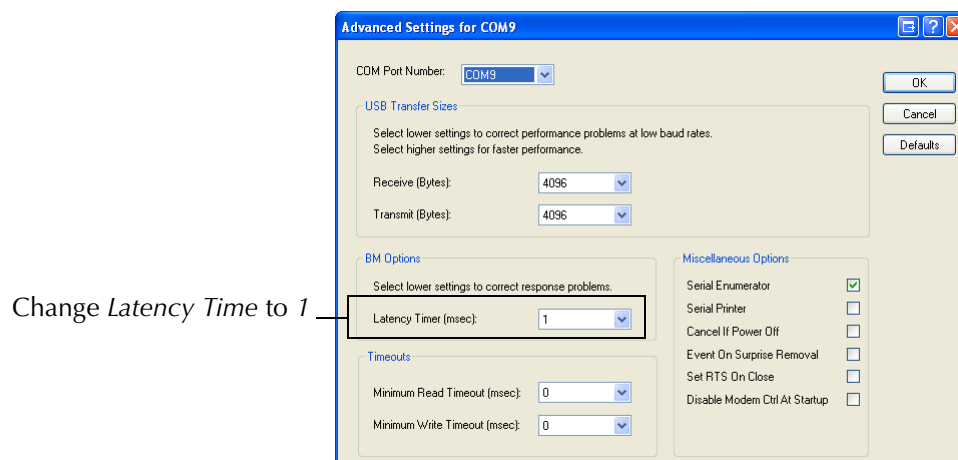 Advanced Settings for COM9
COM Port Number: COM9
OK
Cancel
Defaults
USB Transfer Sizes
Select lower settings to correct performance problems at low baud rates.
Select higher settings for faster performance.
Receive (Bytes): 4096
Transmit (Bytes): 4096
BM Options
Select lower settings to correct response problems.
Latency Timer (msec): 1
Change Latency Time to 1
Timeouts
Minimum Read Timeout (msec): 0
Minimum Write Timeout (msec): 0
Miscellaneous Options
Serial Enumerator
Serial Printer
Cancel If Power Off
Event On Surprise Removal
Set RTS On Close
Disable Modem Ctrl At Startup